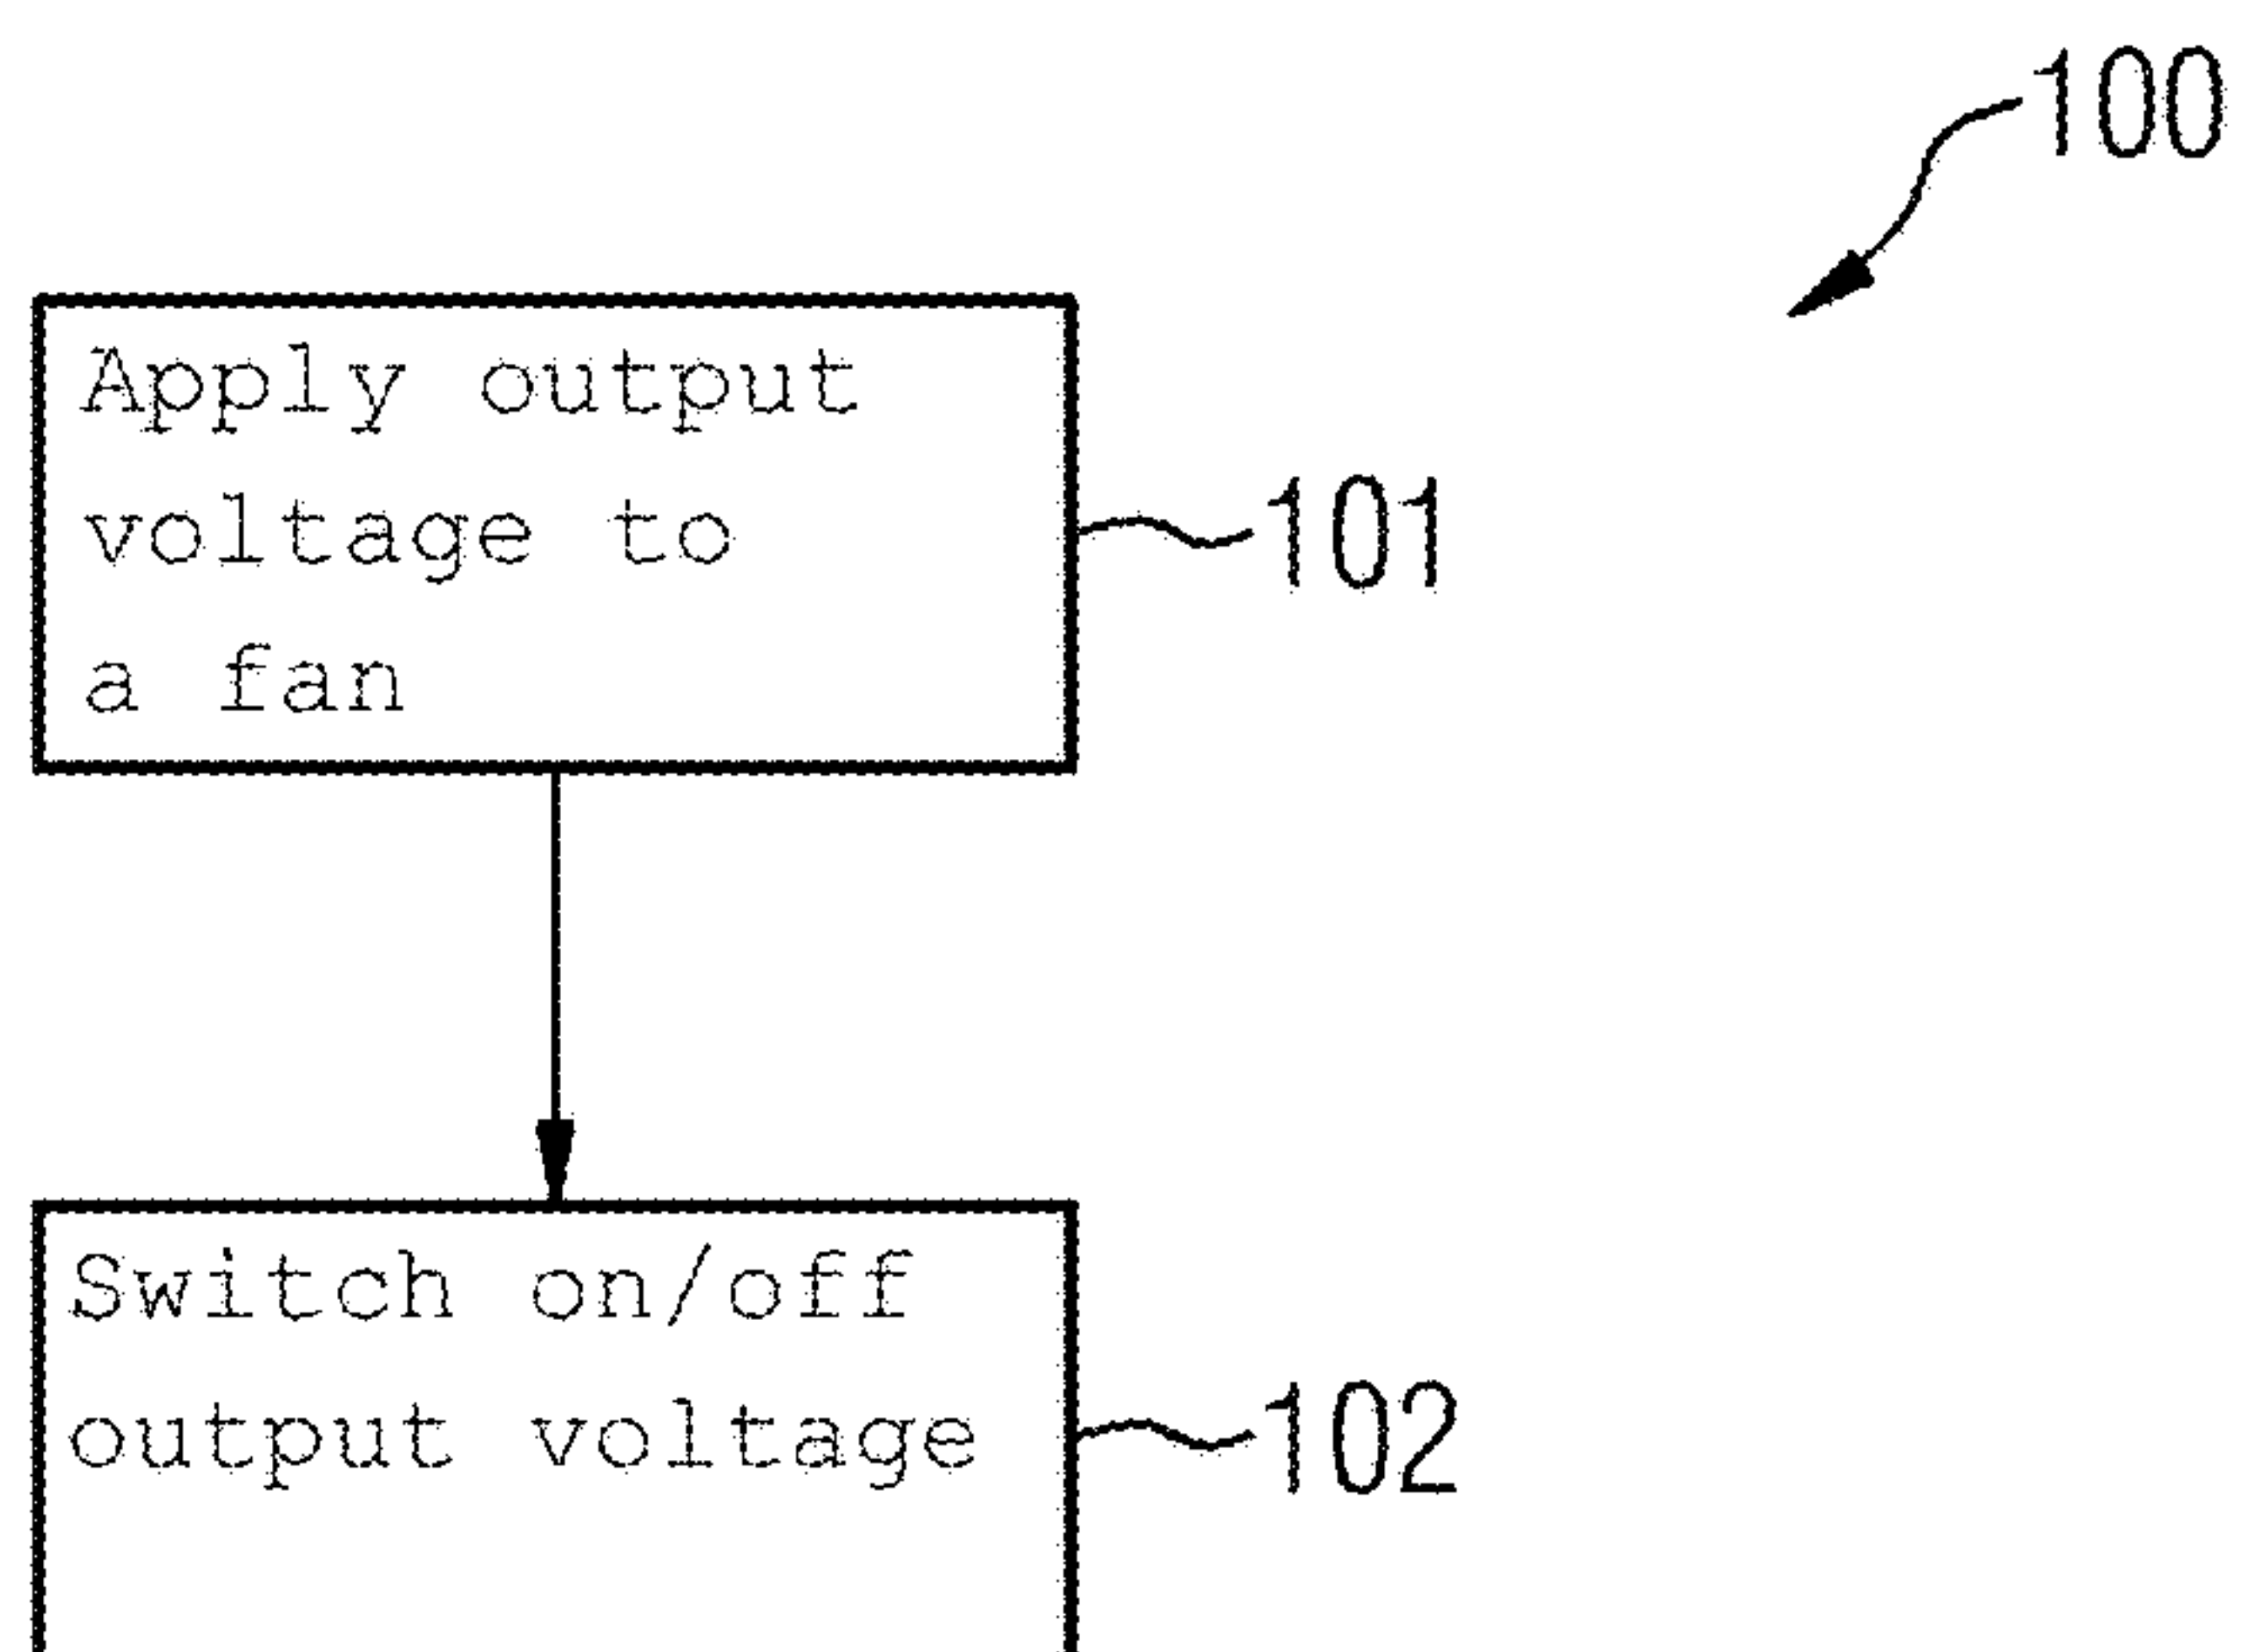 100
Apply output
voltage to
a fan
101
Switch on/off
output voltage
102